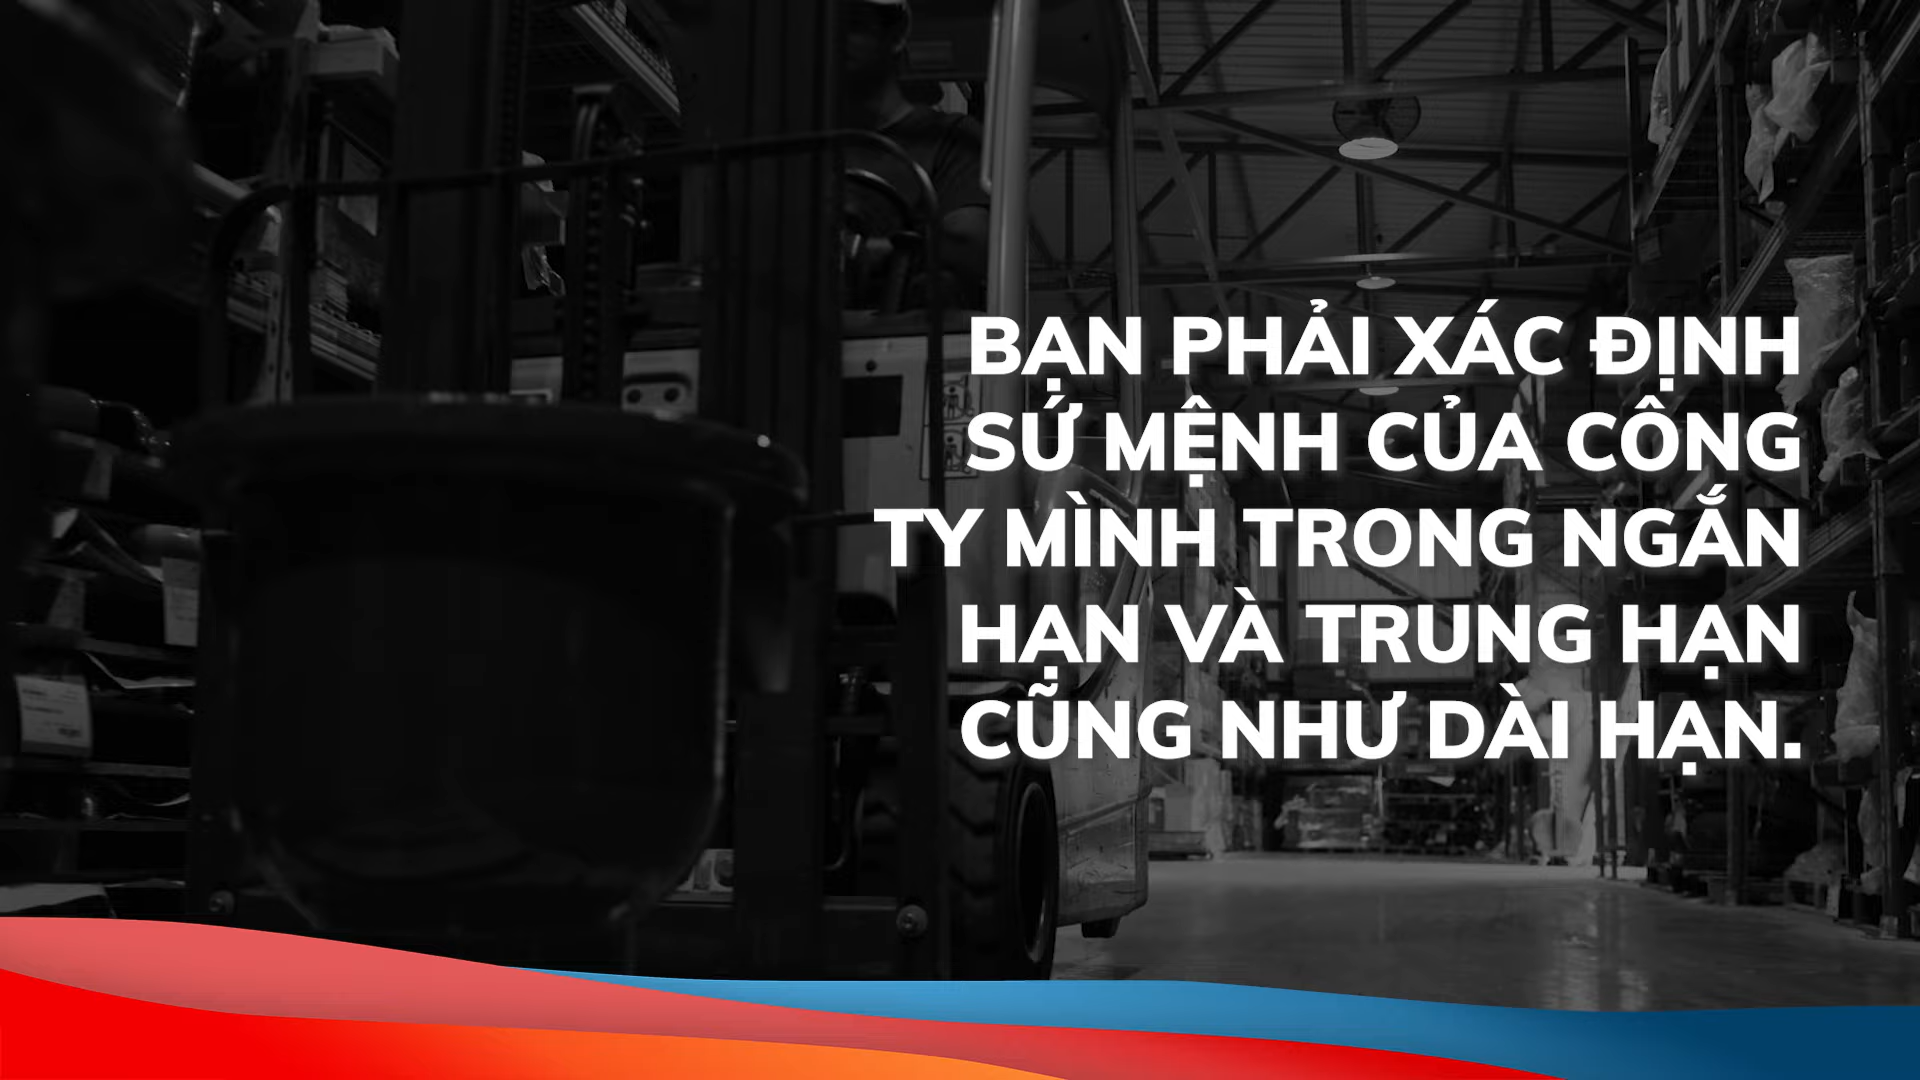 BẠN PHẢI XÁC ĐỊNH
SỨ MỆNH CỦA CÔNG
TY MÌNH TRONG NGẮN
HẠN VÀ TRUNG HẠN
CŨNG NHƯ DÀI HẠN.